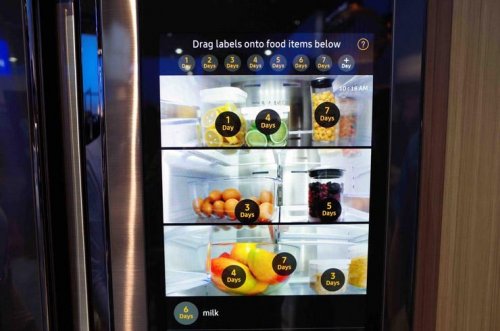 Drag labels onto food items below ?
1 Day 2 Days 3 Days 4 Days 5 Days 6 Days 7 Days + Day
10:16 AM
1 Day
4 Days
7 Days
3 Days
5 Days
4 Days
7 Days
3 Days
6 Days milk